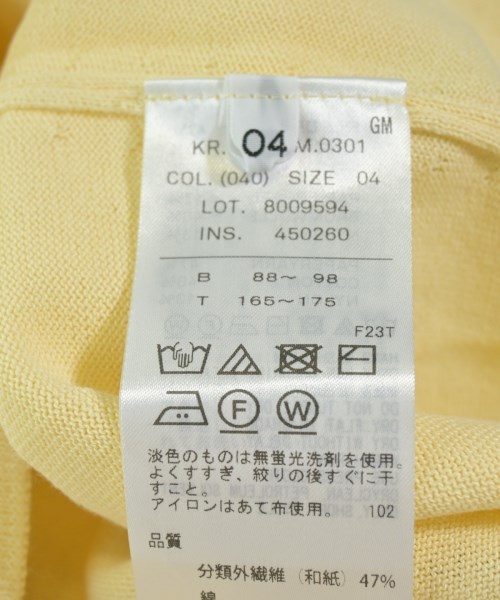 GM
KR. 04 M.0301
COL. (040) SIZE 04
LOT. 8009594
INS. 450260
B 88～ 98
T 165～175
F23T
F W
淡色のものは無蛍光洗剤を使用。
よくすすぎ、絞りの後すぐに干
すこと。
アイロンはあて布使用。 102
品質
分類外繊維（和紙）47%
綿